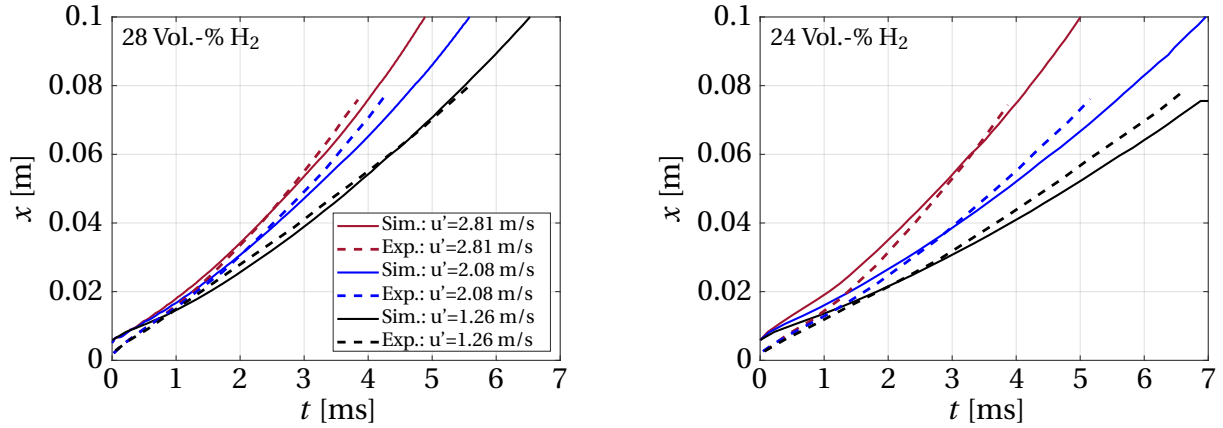 28 Vol.-% H₂
x [m]
0.1
0.08
0.06
0.04
0.02
0
Sim.: u'=2.81 m/s
Exp.: u'=2.81 m/s
Sim.: u'=2.08 m/s
Exp.: u'=2.08 m/s
Sim.: u'=1.26 m/s
Exp.: u'=1.26 m/s
0 1 2 3 4 5 6 7
t [ms]
24 Vol.-% H₂
x [m]
0.1
0.08
0.06
0.04
0.02
0
0 1 2 3 4 5 6 7
t [ms]